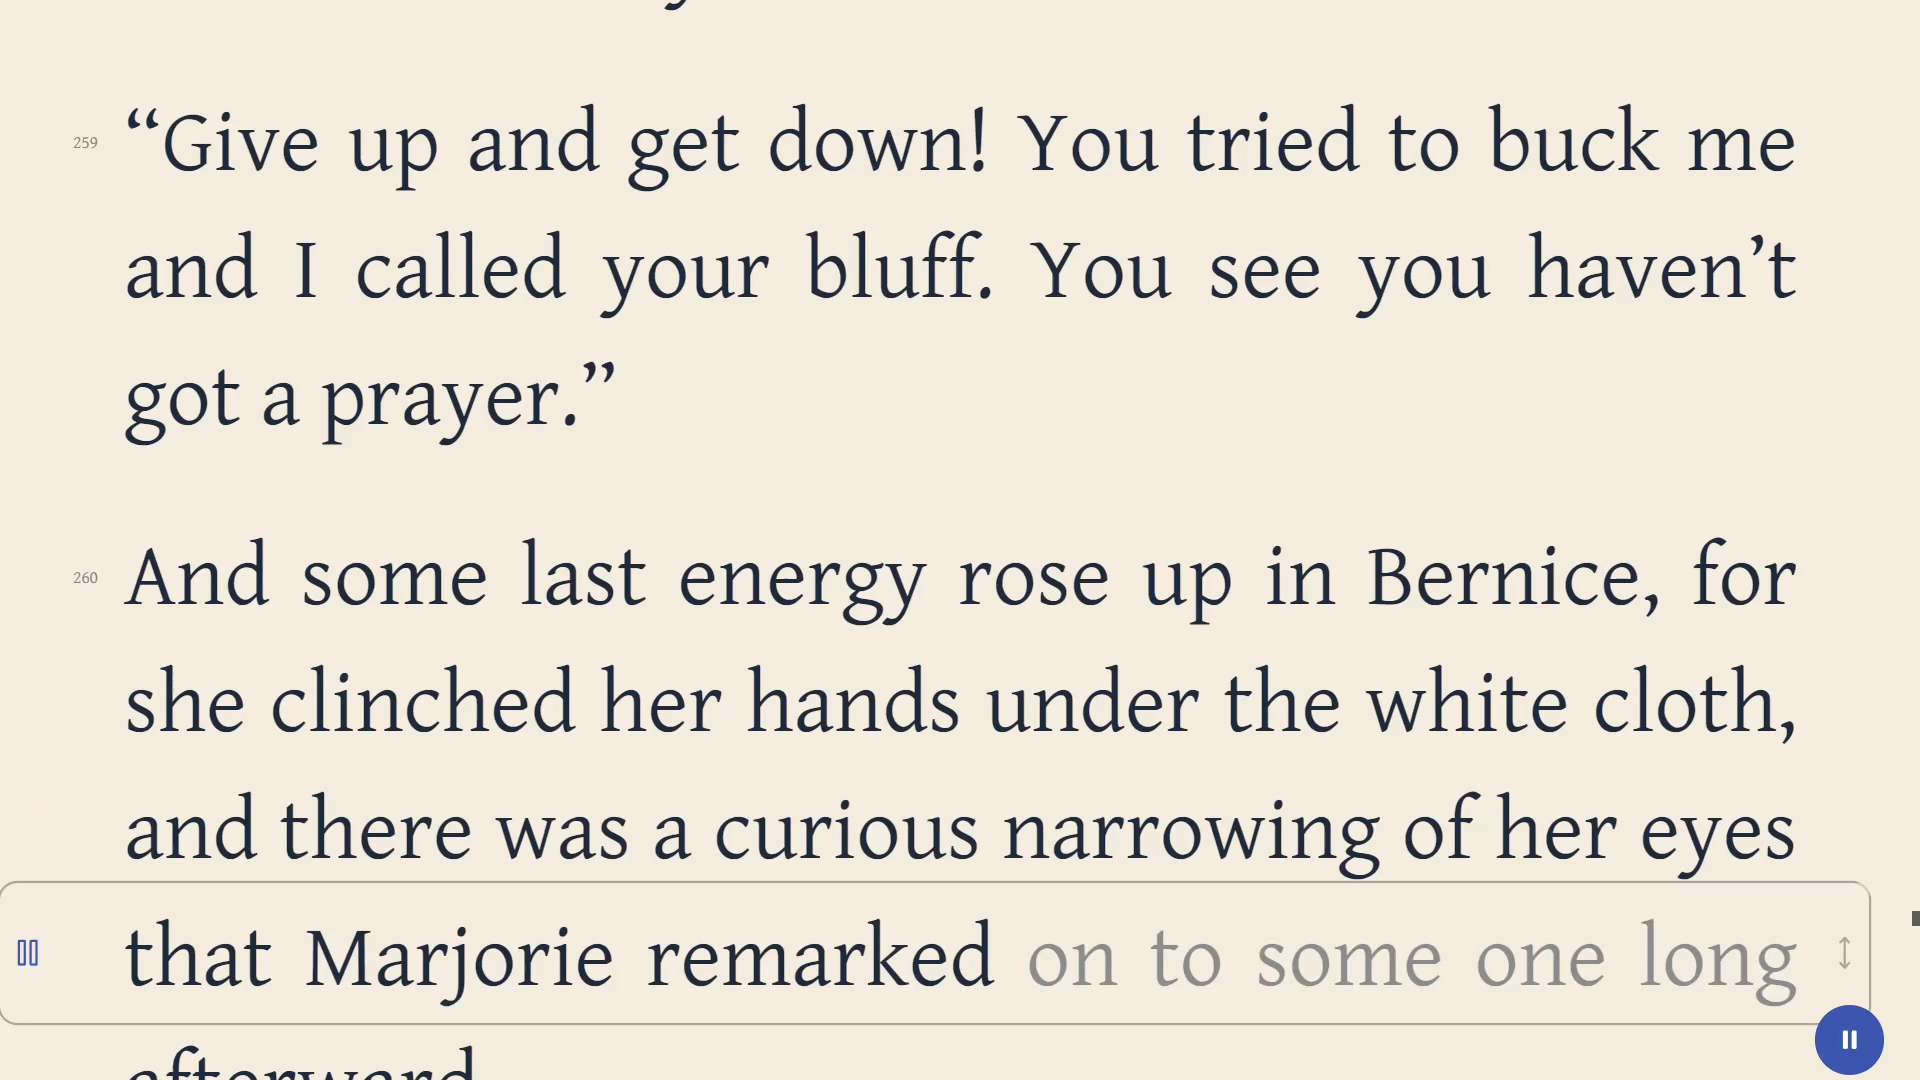 259
“Give up and get down! You tried to buck me
and I called your bluff. You see you haven’t
got a prayer.”
260
And some last energy rose up in Bernice, for
she clinched her hands under the white cloth,
and there was a curious narrowing of her eyes
that Marjorie remarked on to some one long
afterward